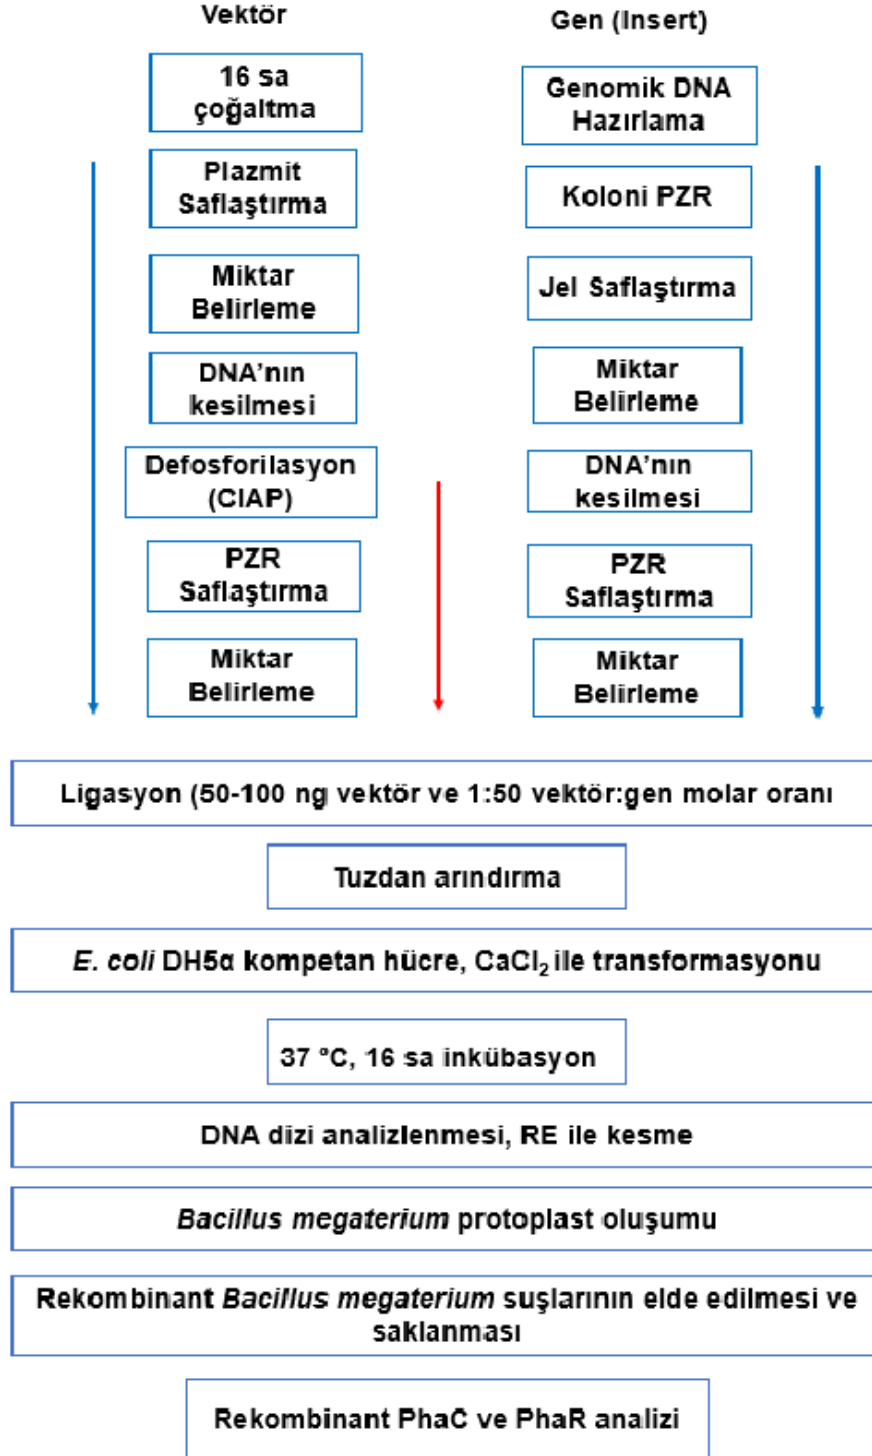 Vektör
16 sa
çoğaltma
Plazmit
Saflaştırma
Miktar
Belirleme
DNA'nın
kesilmesi
Defosforilasyon
(CIAP)
PZR
Saflaştırma
Miktar
Belirleme
Gen (Insert)
Genomik DNA
Hazırlama
Koloni PZR
Jel Saflaştırma
Miktar
Belirleme
DNA'nın
kesilmesi
PZR
Saflaştırma
Miktar
Belirleme
Ligasyon (50-100 ng vektör ve 1:50 vektör:gen molar oranı
Tuzdan arındırma
E. coli DH5α kompetan hücre, CaCl₂ ile transformasyonu
37 °C, 16 sa inkübasyon
DNA dizi analizlenmesi, RE ile kesme
Bacillus megaterium protoplast oluşumu
Rekombinant Bacillus megaterium suşlarının elde edilmesi ve
saklanması
Rekombinant PhaC ve PhaR analizi